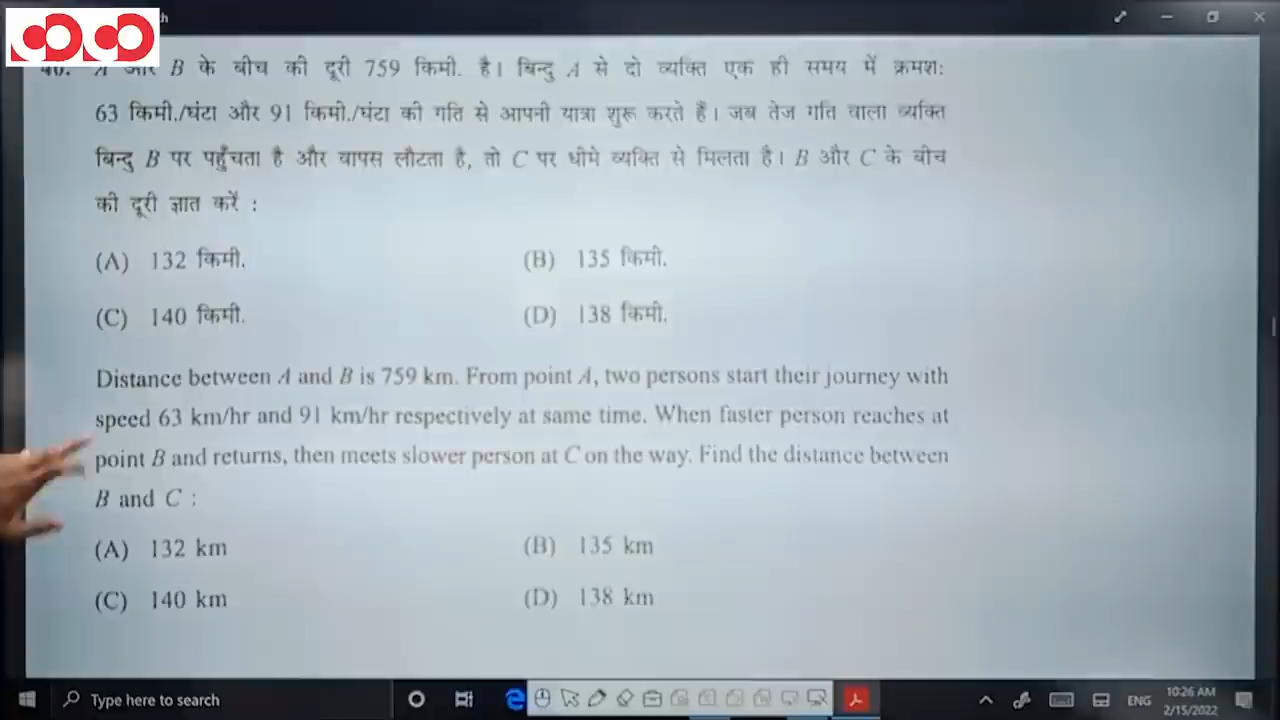 40. A और B के बीच की दूरी 759 किमी. है। बिन्दु A से दो व्यक्ति एक ही समय में क्रमश:
63 किमी./घंटा और 91 किमी./घंटा की गति से आपनी यात्रा शुरू करते हैं। जब तेज गति वाला व्यक्ति
बिन्दु B पर पहुँचता है और वापस लौटता है, तो C पर धीमे व्यक्ति से मिलता है। B और C के बीच
की दूरी ज्ञात करें :
(A) 132 किमी. (B) 135 किमी.
(C) 140 किमी. (D) 138 किमी.
Distance between A and B is 759 km. From point A, two persons start their journey with
speed 63 km/hr and 91 km/hr respectively at same time. When faster person reaches at
point B and returns, then meets slower person at C on the way. Find the distance between
B and C :
(A) 132 km (B) 135 km
(C) 140 km (D) 138 km
Type here to search ENG 10:26 AM
2/15/2022